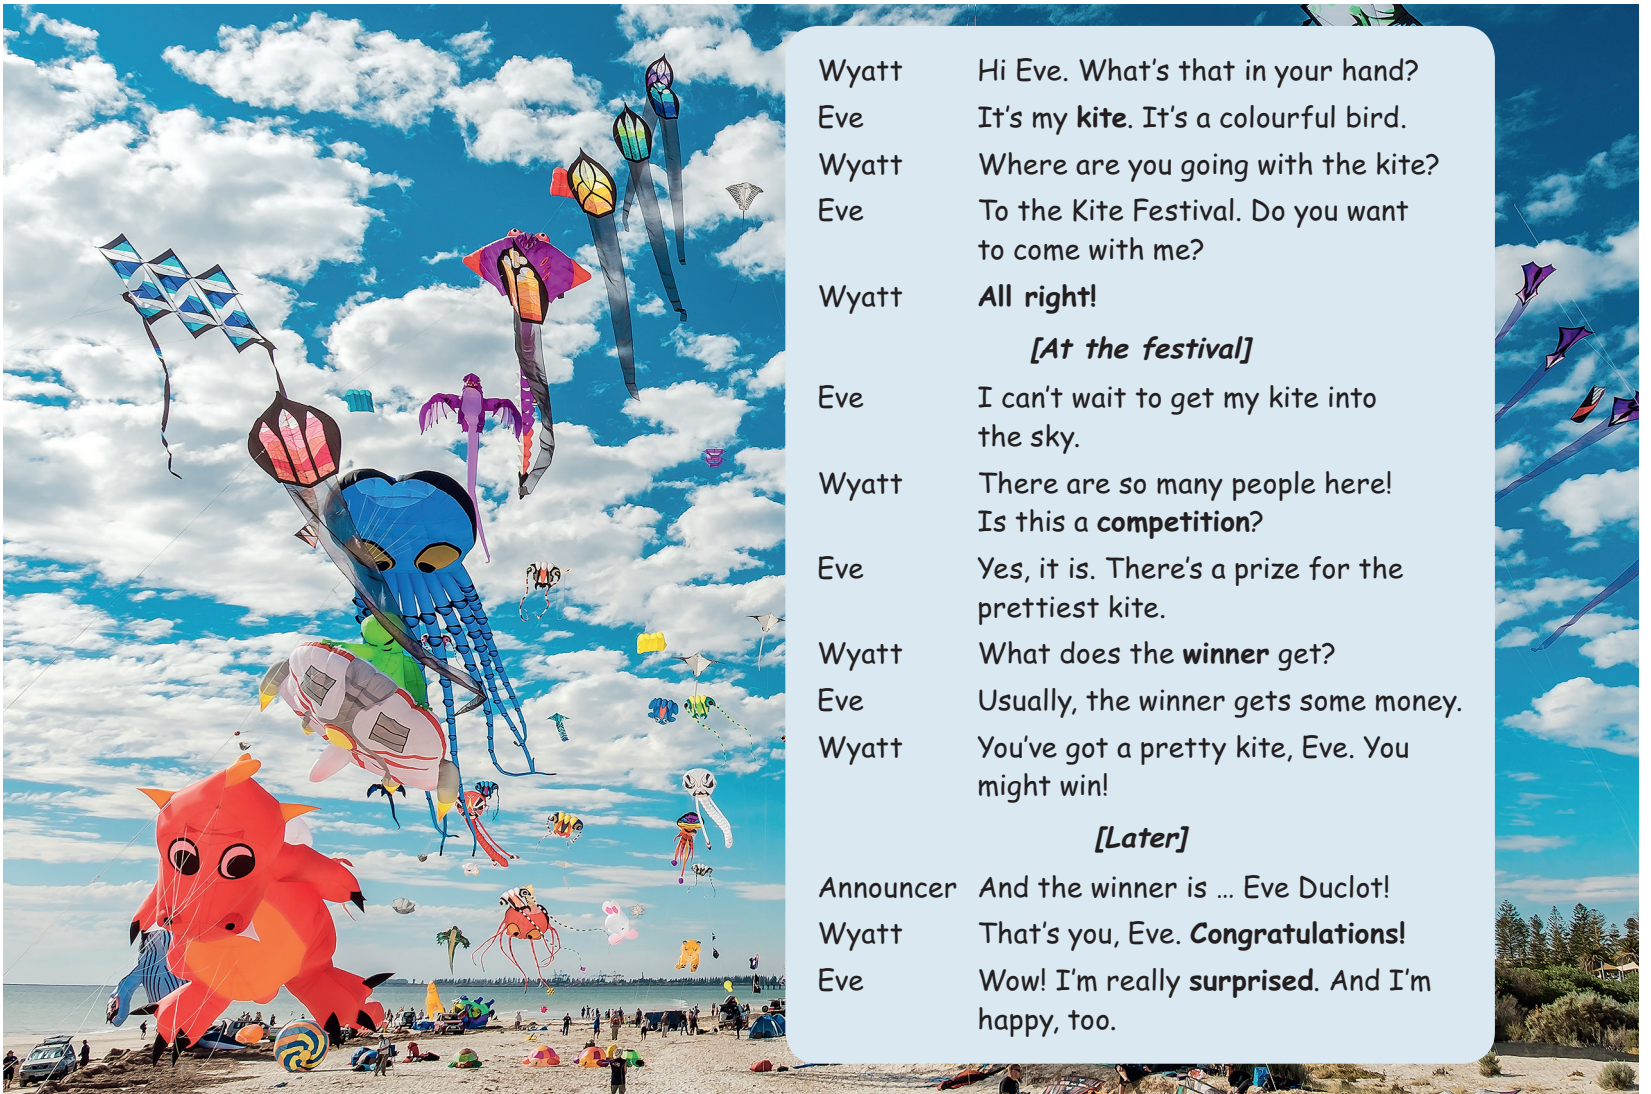 Wyatt Hi Eve. What's that in your hand?
Eve It's my kite. It's a colourful bird.
Wyatt Where are you going with the kite?
Eve To the Kite Festival. Do you want
to come with me?
Wyatt All right!
[At the festival]
Eve I can't wait to get my kite into
the sky.
Wyatt There are so many people here!
Is this a competition?
Eve Yes, it is. There's a prize for the
prettiest kite.
Wyatt What does the winner get?
Eve Usually, the winner gets some money.
Wyatt You've got a pretty kite, Eve. You
might win!
[Later]
Announcer And the winner is ... Eve Duclot!
Wyatt That's you, Eve. Congratulations!
Eve Wow! I'm really surprised. And I'm
happy, too.